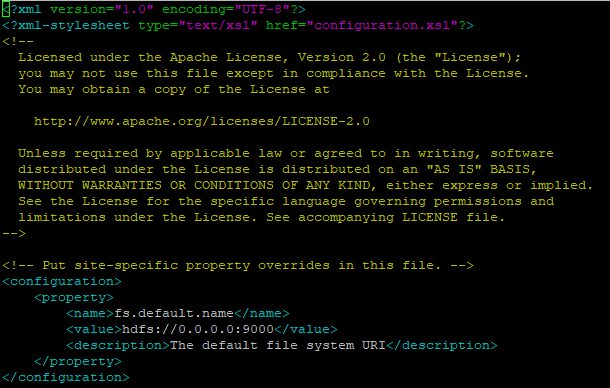 <?xml version="1.0" encoding="UTF-8"?>
<?xml-stylesheet type="text/xsl" href="configuration.xsl"?>
<!--
  Licensed under the Apache License, Version 2.0 (the "License");
  you may not use this file except in compliance with the License.
  You may obtain a copy of the License at

    http://www.apache.org/licenses/LICENSE-2.0

  Unless required by applicable law or agreed to in writing, software
  distributed under the License is distributed on an "AS IS" BASIS,
  WITHOUT WARRANTIES OR CONDITIONS OF ANY KIND, either express or implied.
  See the License for the specific language governing permissions and
  limitations under the License. See accompanying LICENSE file.
-->

<!-- Put site-specific property overrides in this file. -->
<configuration>
    <property>
        <name>fs.default.name</name>
        <value>hdfs://0.0.0.0:9000</value>
        <description>The default file system URI</description>
    </property>
</configuration>